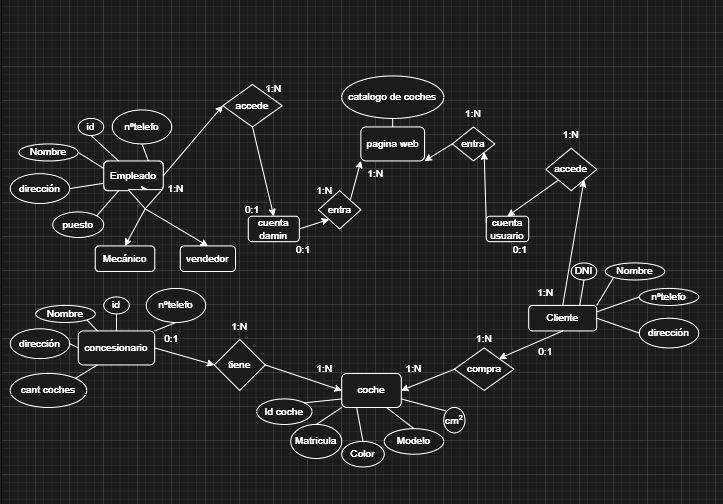 1:N
accede
catalogo de coches
1:N
id
nºtelefo
Nombre
pagina web
entra
1:N
Empleado
1:N
accede
dirección
1:N
1:N
0:1
entra
puesto
cuenta
damin
0:1
cuenta
usuario
0:1
Mecánico
vendedor
DNI
Nombre
1:N
nºtelefo
id
nºtelefo
Nombre
Cliente
dirección
dirección
concesionario
0:1
1:N
1:N
0:1
tiene
1:N
1:N
compra
cant coches
coche
Id coche
cm²
Matricula
Color
Modelo